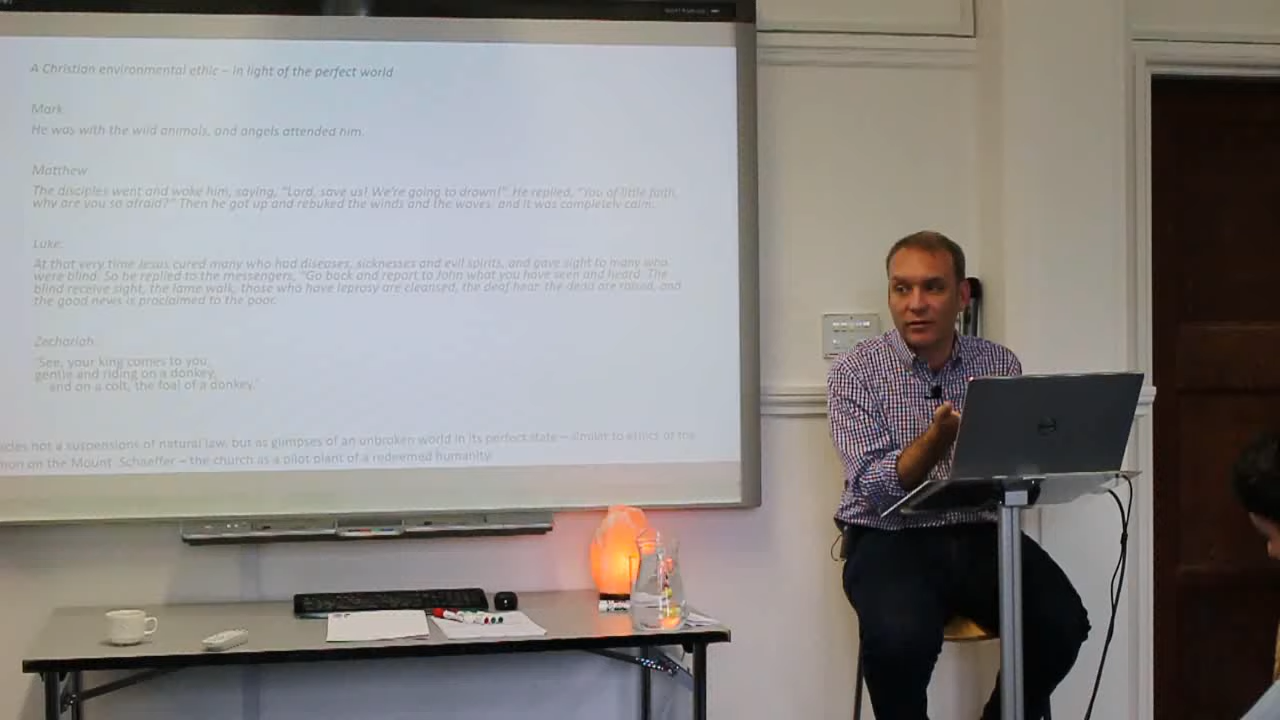 A Christian environmental ethic – in light of the perfect world
Mark
He was with the wild animals, and angels attended him.
Matthew
The disciples went and woke him, saying, "Lord, save us! We're going to drown!". He replied, "You of little faith,
why are you so afraid?" Then he got up and rebuked the winds and the waves, and it was completely calm.
Luke:
At that very time Jesus cured many who had diseases, sicknesses and evil spirits, and gave sight to many who
were blind. So he replied to the messengers, "Go back and report to John what you have seen and heard: The
blind receive sight, the lame walk, those who have leprosy are cleansed, the deaf hear, the dead are raised, and
the good news is proclaimed to the poor.
Zechariah
'See, your king comes to you,
gentle and riding on a donkey,
and on a colt, the foal of a donkey.'
not a suspensions of natural law, but as glimpses of an unbroken world in its perfect state – similar to ethics of the
on the Mount. Schaeffer – the church as a pilot plant of a redeemed humanity
DELL